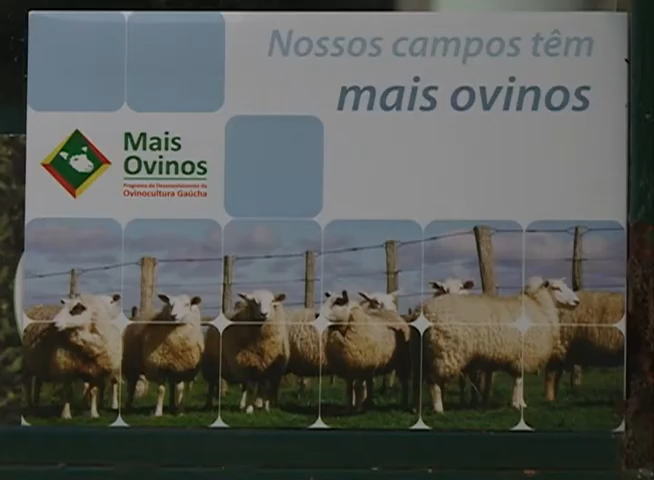 Nossos campos têm
mais ovinos
Mais
Ovinos
Programa de Desenvolvimento da
Ovinocultura Gaúcha